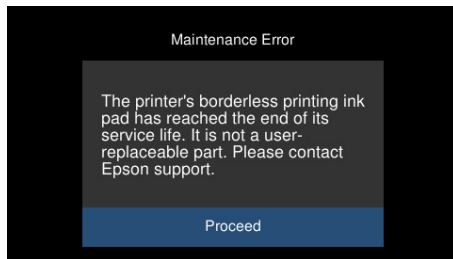 Maintenance Error
The printer's borderless printing ink
pad has reached the end of its
service life. It is not a user-
replaceable part. Please contact
Epson support.
Proceed